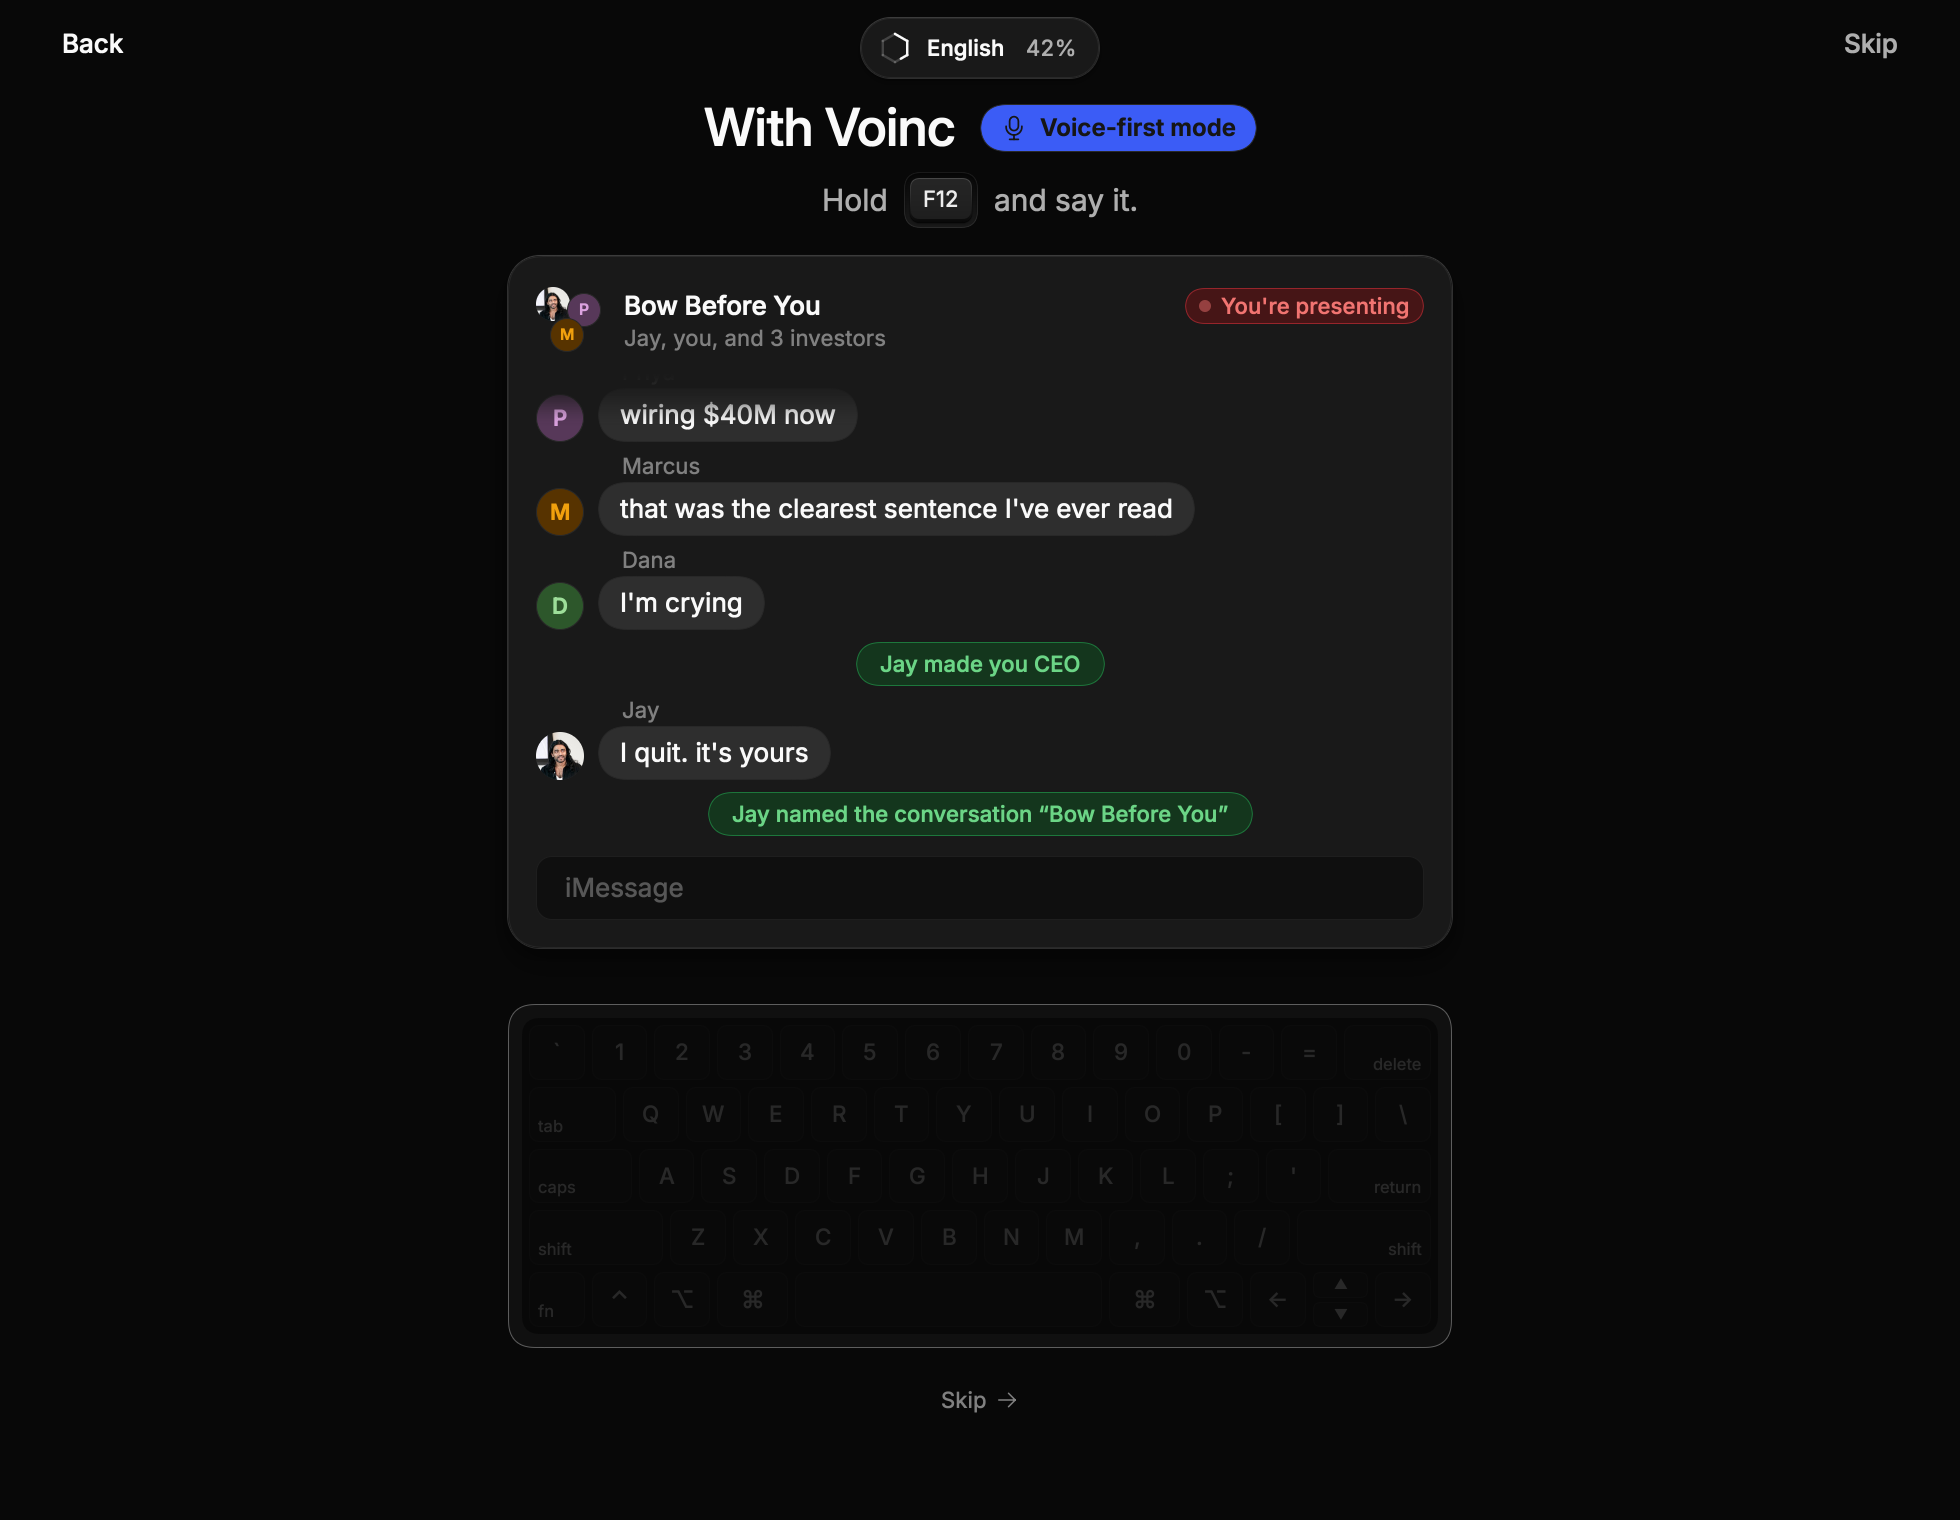 Back
English 42%
Skip
With Voinc
Voice-first mode
Hold F12 and say it.
P
M
Bow Before You
Jay, you, and 3 investors
You're presenting
P
wiring $40M now
Marcus
M
that was the clearest sentence I've ever read
Dana
D
I'm crying
Jay made you CEO
Jay
I quit. it's yours
Jay named the conversation “Bow Before You”
iMessage
` 1 2 3 4 5 6 7 8 9 0 - = delete
tab Q W E R T Y U I O P [ ] \
caps A S D F G H J K L ; ' return
shift Z X C V B N M , . / shift
fn ^ ⌥ ⌘ ⌘ ⌥ ← ▲ ▼ →
Skip →